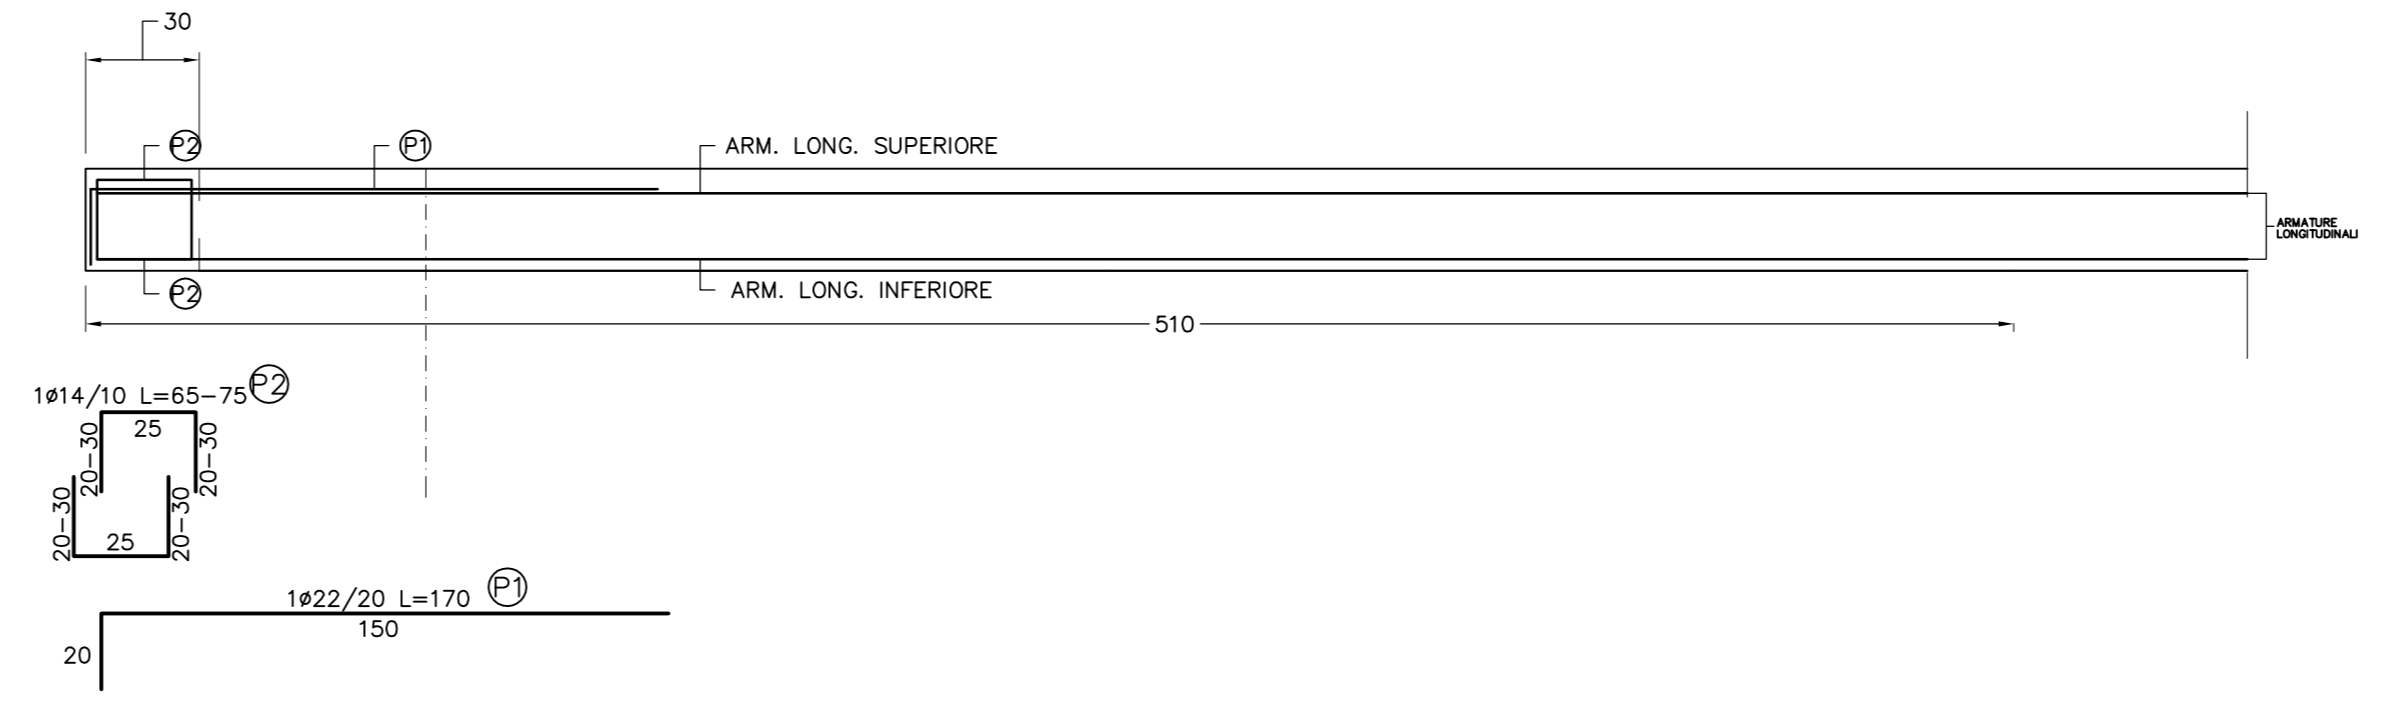 30
P2
P1
ARM. LONG. SUPERIORE
ARMATURE
LONGITUDINALI
P2
ARM. LONG. INFERIORE
510
1ø14/10 L=65-75
P2
25
20-30
20-30
20-30
20-30
25
1ø22/20 L=170
P1
150
20